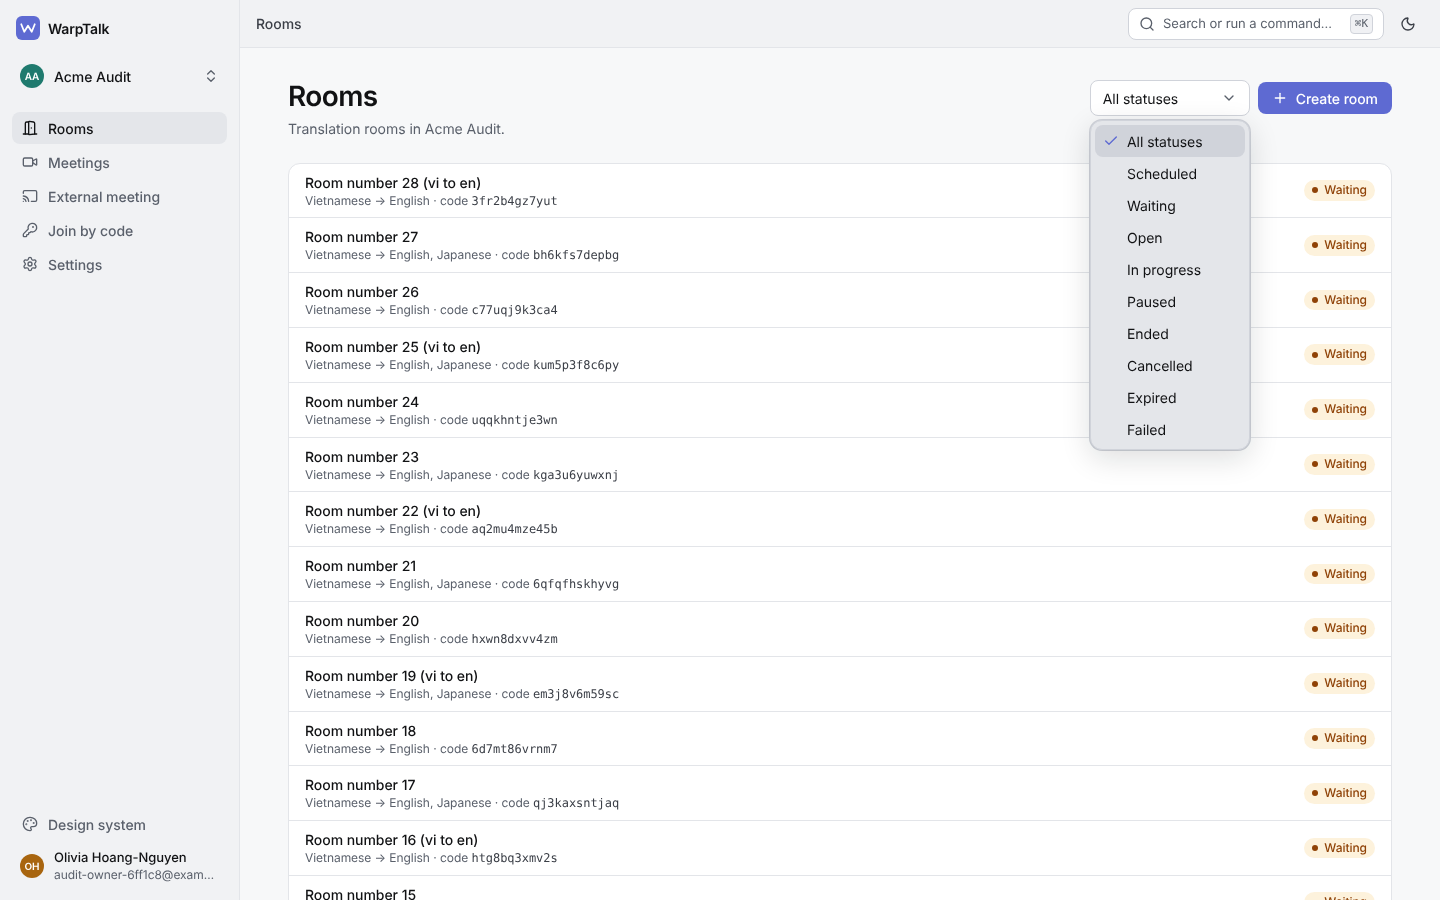 WarpTalk
Rooms
Search or run a command...
⌘K
AA
Acme Audit
Rooms
Meetings
External meeting
Join by code
Settings
Rooms
Translation rooms in Acme Audit.
All statuses
Create room
All statuses
Scheduled
Waiting
Open
In progress
Paused
Ended
Cancelled
Expired
Failed
Room number 28 (vi to en)
Vietnamese → English · code 3fr2b4gz7yut
Waiting
Room number 27
Vietnamese → English, Japanese · code bh6kfs7depbg
Waiting
Room number 26
Vietnamese → English · code c77uqj9k3ca4
Waiting
Room number 25 (vi to en)
Vietnamese → English, Japanese · code kum5p3f8c6py
Waiting
Room number 24
Vietnamese → English · code uqqkhntje3wn
Waiting
Room number 23
Vietnamese → English, Japanese · code kga3u6yuwxnj
Waiting
Room number 22 (vi to en)
Vietnamese → English · code aq2mu4mze45b
Waiting
Room number 21
Vietnamese → English, Japanese · code 6qfqfhskhyvg
Waiting
Room number 20
Vietnamese → English · code hxwn8dxvv4zm
Waiting
Room number 19 (vi to en)
Vietnamese → English, Japanese · code em3j8v6m59sc
Waiting
Room number 18
Vietnamese → English · code 6d7mt86vrnm7
Waiting
Room number 17
Vietnamese → English, Japanese · code qj3kaxsntjaq
Waiting
Room number 16 (vi to en)
Vietnamese → English · code htg8bq3xmv2s
Waiting
Room number 15
Waiting
Design system
OH
Olivia Hoang-Nguyen
audit-owner-6ff1c8@exam...